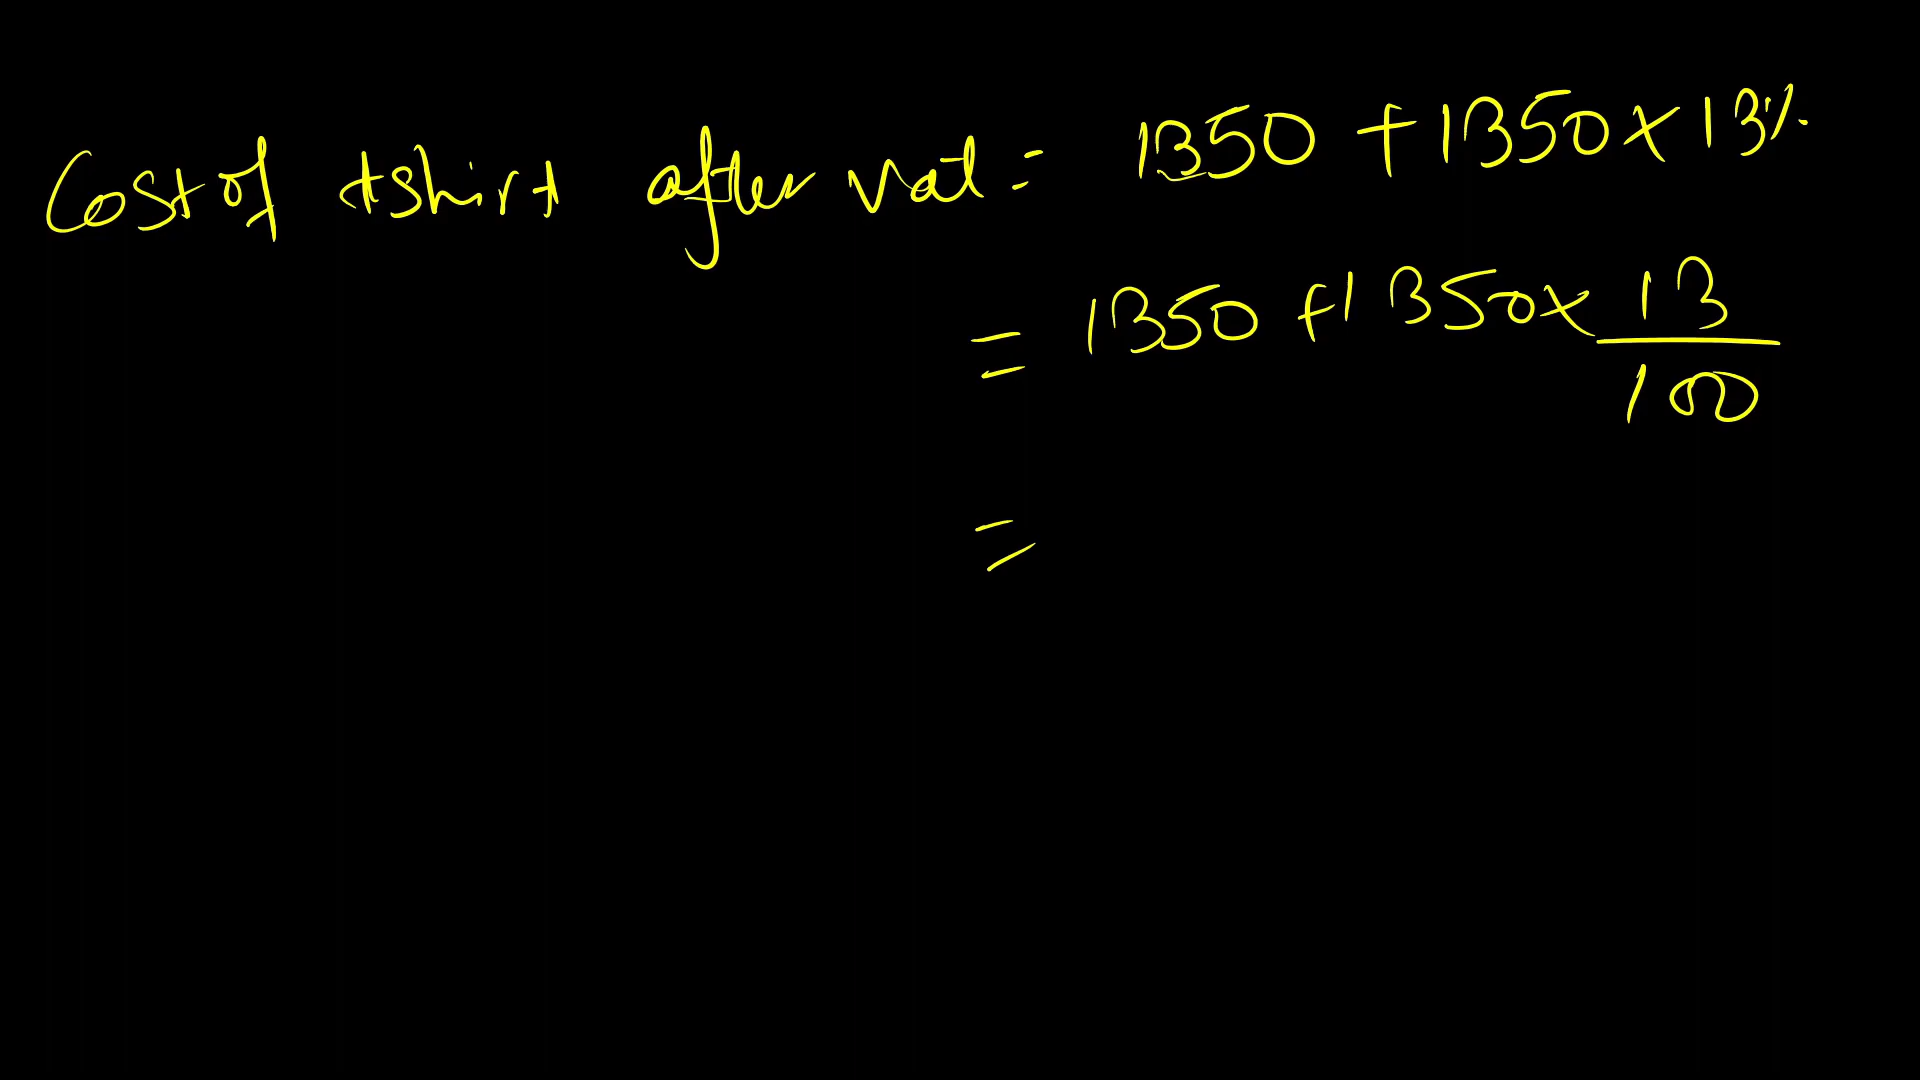 Cost of tshirt after vat = 1350 + 1350 x 13%
= 1350 + 1350 x 13/100
=